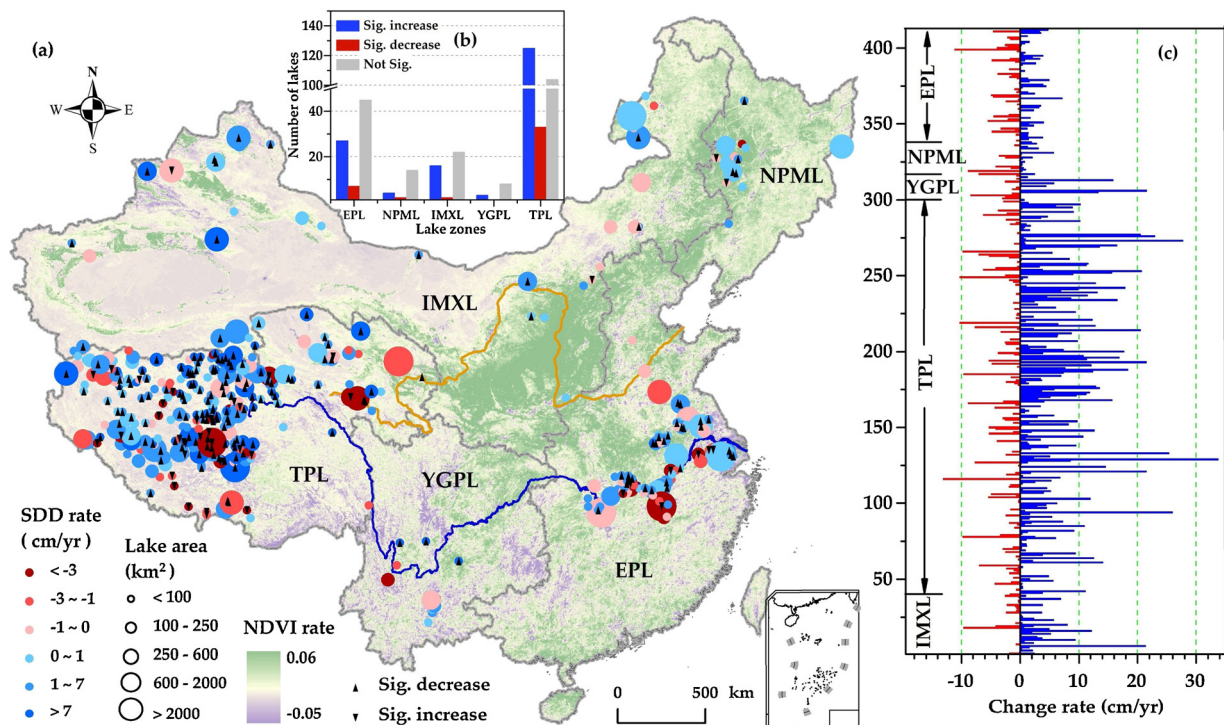 (a)
N
W
E
S
Number of lakes
140
120
100
40
20
Sig. increase
Sig. decrease
Not Sig.
(b)
EPL
NPML
IMXL
YGPL
TPL
Lake zones
NPML
IMXL
TPL
YGPL
EPL
SDD rate
( cm/yr )
< -3
-3 ~ -1
-1 ~ 0
0 ~ 1
1 ~ 7
> 7
Lake area
(km²)
< 100
100 - 250
250 - 600
600 - 2000
> 2000
NDVI rate
0.06
-0.05
Sig. decrease
Sig. increase
0
500
km
(c)
400
350
300
250
200
150
100
50
EPL
NPML
YGPL
TPL
IMXL
-10
0
10
20
30
Change rate (cm/yr)